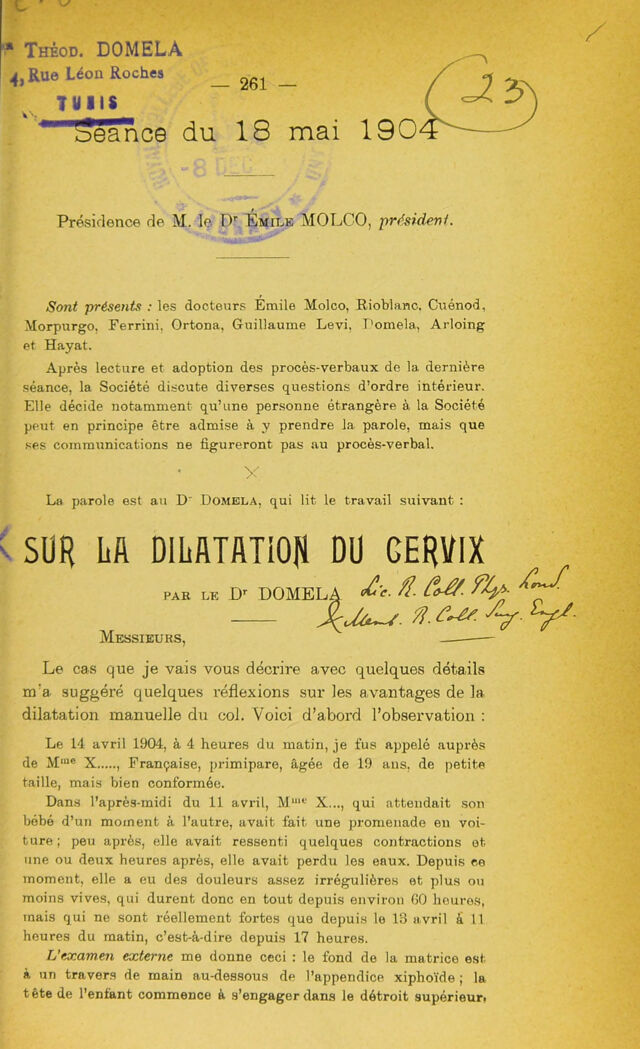 Théod. DOMELA
4, Rue Léon Roches
TUNIS
— 261 —
23
Séance du 18 mai 1904
Présidence de M. le Dr Émile MOLCO, président.
Sont présents : les docteurs Émile Molco, Rioblanc, Cuénod,
Morpurgo, Ferrini, Ortona, Guillaume Levi, Domela, Arloing
et Hayat.
Après lecture et adoption des procès-verbaux de la dernière
séance, la Société discute diverses questions d'ordre intérieur.
Elle décide notamment qu'une personne étrangère à la Société
peut en principe être admise à y prendre la parole, mais que
ses communications ne figureront pas au procès-verbal.
La parole est au Dr Domela, qui lit le travail suivant :
SUR LA DILATATION DU CERVIX
PAR LE Dr DOMELA Lic. R. Coll. Phys. Lond.
& Memb. R. Coll. Surg. Engl.
Messieurs,
Le cas que je vais vous décrire avec quelques détails
m'a suggéré quelques réflexions sur les avantages de la
dilatation manuelle du col. Voici d'abord l'observation :
Le 14 avril 1904, à 4 heures du matin, je fus appelé auprès
de Mme X....., Française, primipare, âgée de 19 ans, de petite
taille, mais bien conformée.
Dans l'après-midi du 11 avril, Mme X..., qui attendait son
bébé d'un moment à l'autre, avait fait une promenade en voi-
ture ; peu après, elle avait ressenti quelques contractions et
une ou deux heures après, elle avait perdu les eaux. Depuis ce
moment, elle a eu des douleurs assez irrégulières et plus ou
moins vives, qui durent donc en tout depuis environ 60 heures,
mais qui ne sont réellement fortes que depuis le 13 avril à 11
heures du matin, c'est-à-dire depuis 17 heures.
L'examen externe me donne ceci : le fond de la matrice est
à un travers de main au-dessous de l'appendice xiphoïde ; la
tête de l'enfant commence à s'engager dans le détroit supérieur,